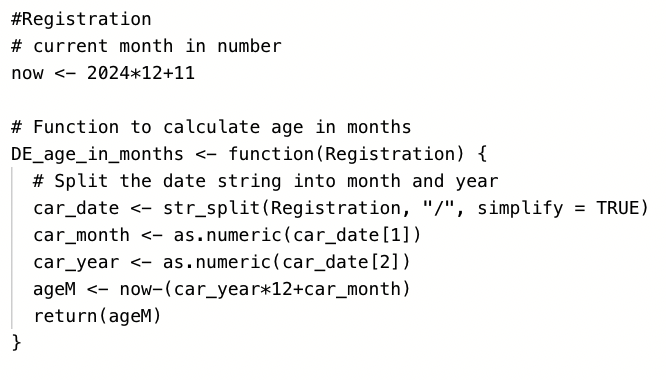 #Registration
# current month in number
now <- 2024*12+11

# Function to calculate age in months
DE_age_in_months <- function(Registration) {
  # Split the date string into month and year
  car_date <- str_split(Registration, "/", simplify = TRUE)
  car_month <- as.numeric(car_date[1])
  car_year <- as.numeric(car_date[2])
  ageM <- now-(car_year*12+car_month)
  return(ageM)
}